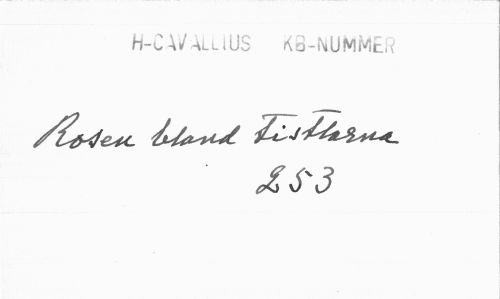 H-CAVALLIUS KB-NUMMER
Rosen bland Tistlarna
253